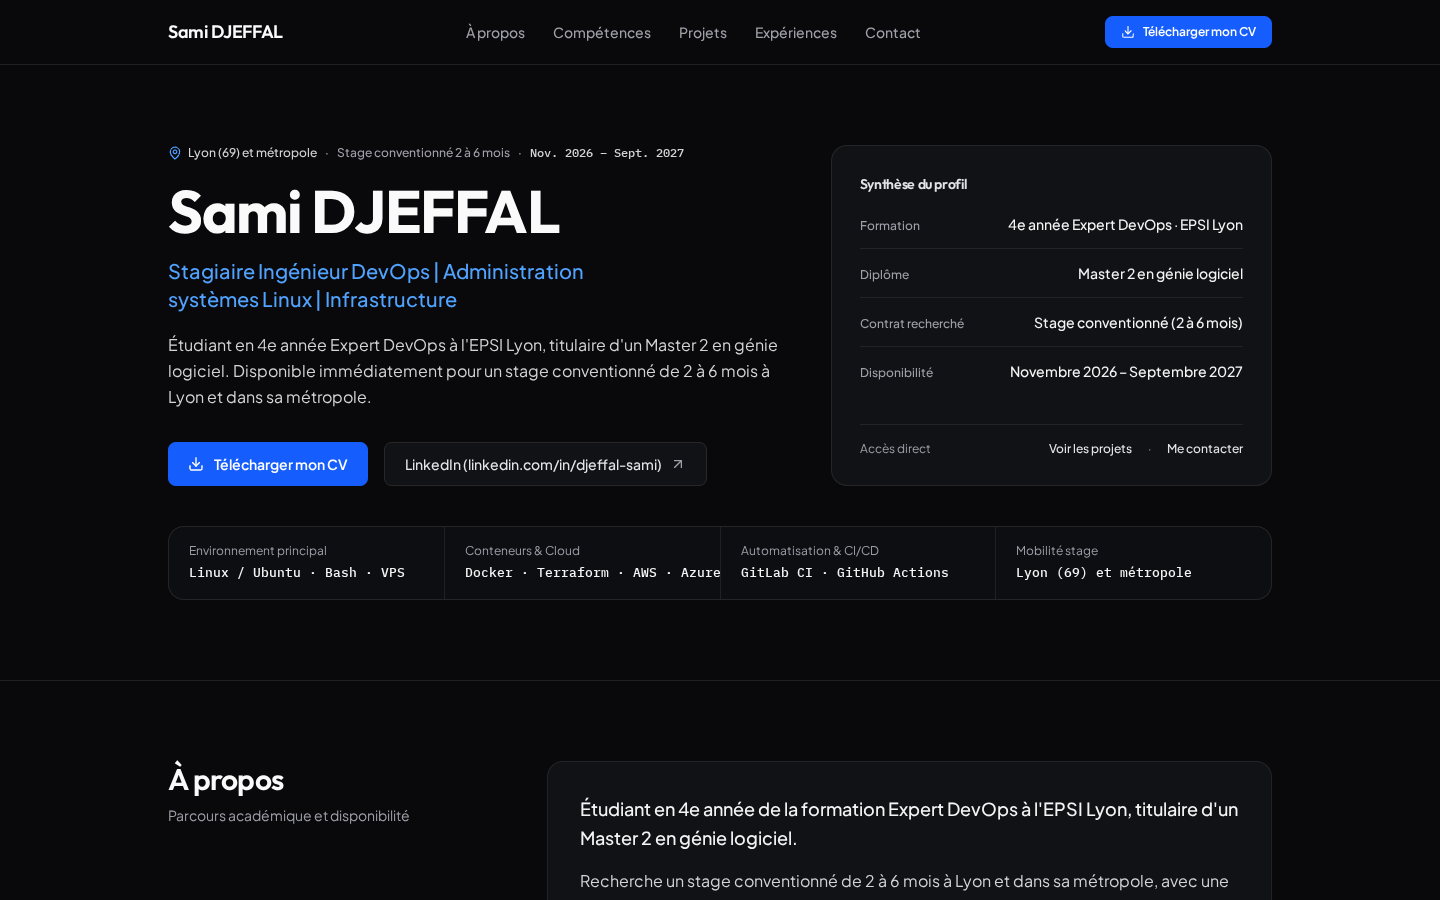 Sami DJEFFAL
À propos
Compétences
Projets
Expériences
Contact
Télécharger mon CV
Lyon (69) et métropole · Stage conventionné 2 à 6 mois · Nov. 2026 – Sept. 2027
Sami DJEFFAL
Stagiaire Ingénieur DevOps | Administration
systèmes Linux | Infrastructure
Étudiant en 4e année Expert DevOps à l'EPSI Lyon, titulaire d'un Master 2 en génie
logiciel. Disponible immédiatement pour un stage conventionné de 2 à 6 mois à
Lyon et dans sa métropole.
Télécharger mon CV
LinkedIn (linkedin.com/in/djeffal-sami)
Synthèse du profil
Formation
4e année Expert DevOps · EPSI Lyon
Diplôme
Master 2 en génie logiciel
Contrat recherché
Stage conventionné (2 à 6 mois)
Disponibilité
Novembre 2026 – Septembre 2027
Accès direct
Voir les projets · Me contacter
Environnement principal
Linux / Ubuntu · Bash · VPS
Conteneurs & Cloud
Docker · Terraform · AWS · Azure
Automatisation & CI/CD
GitLab CI · GitHub Actions
Mobilité stage
Lyon (69) et métropole
À propos
Parcours académique et disponibilité
Étudiant en 4e année de la formation Expert DevOps à l'EPSI Lyon, titulaire d'un
Master 2 en génie logiciel.
Recherche un stage conventionné de 2 à 6 mois à Lyon et dans sa métropole, avec une